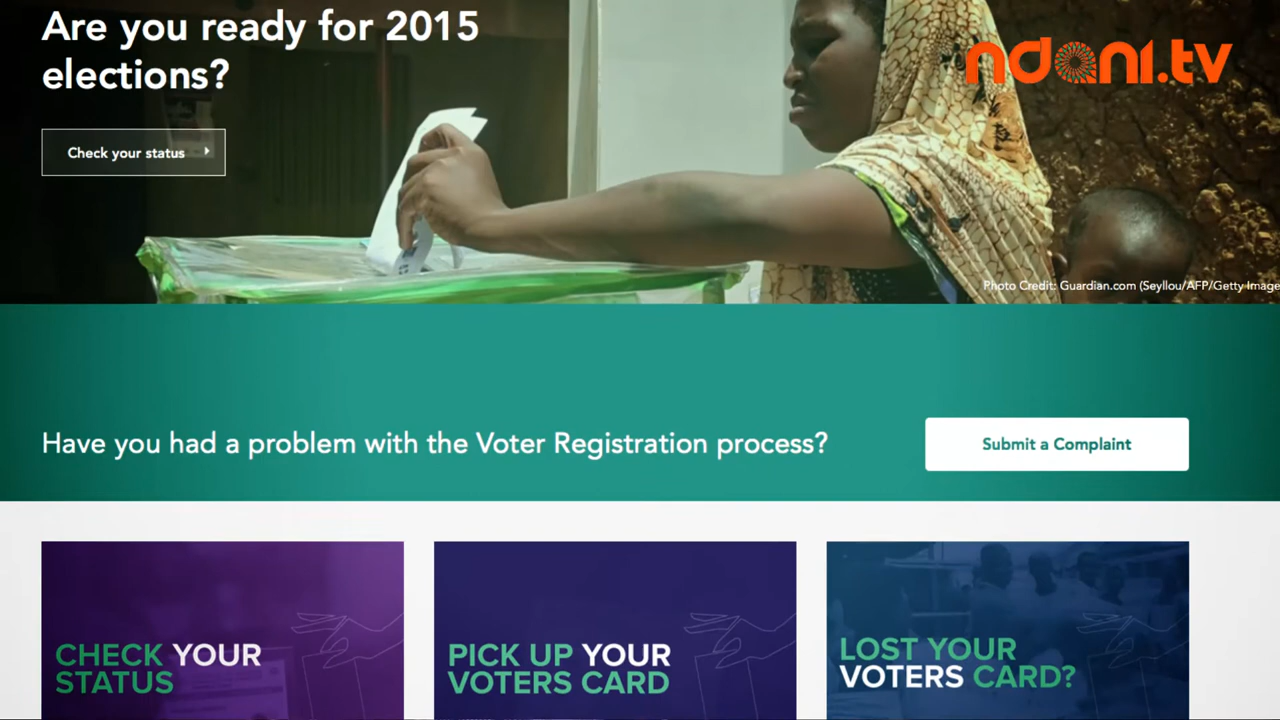 Are you ready for 2015
elections?
ndani.tv
Check your status
Photo Credit: Guardian.com (Seyllou/AFP/Getty Image
Have you had a problem with the Voter Registration process?
Submit a Complaint
CHECK YOUR
STATUS
PICK UP YOUR
VOTERS CARD
LOST YOUR
VOTERS CARD?